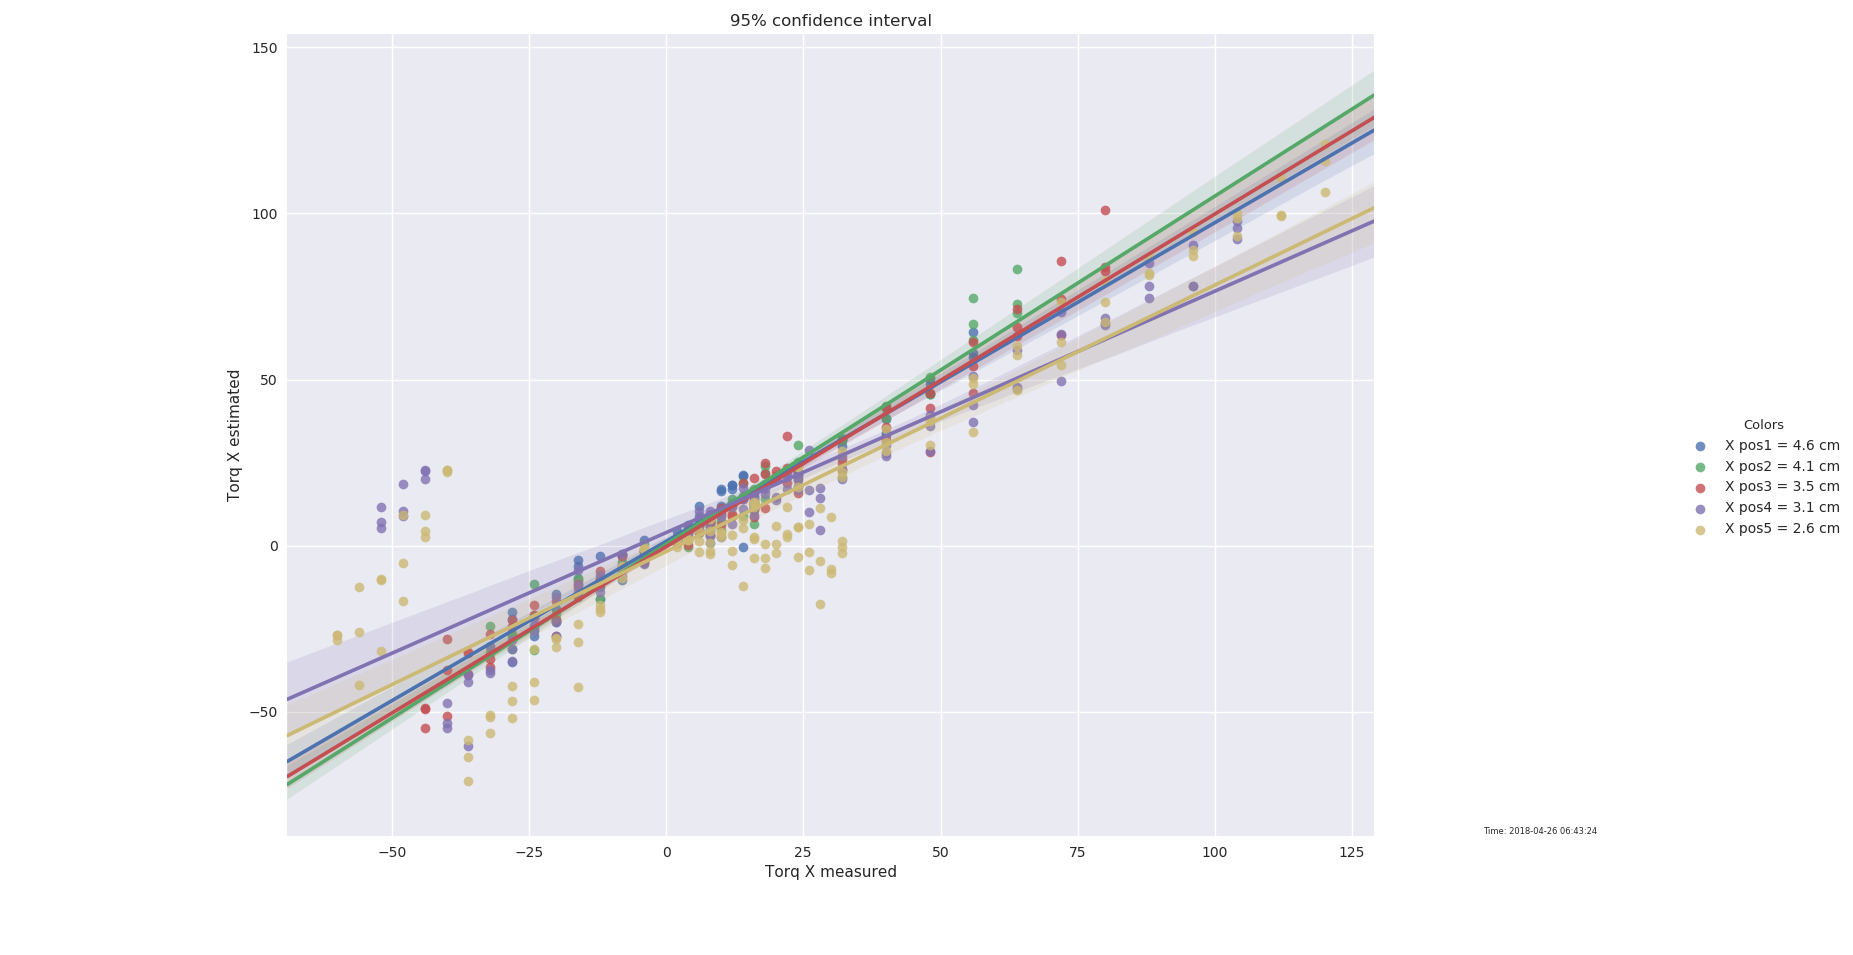 95% confidence interval
150
100
50
0
−50
Torq X estimated
−50
−25
0
25
50
75
100
125
Torq X measured
Colors
X pos1 = 4.6 cm
X pos2 = 4.1 cm
X pos3 = 3.5 cm
X pos4 = 3.1 cm
X pos5 = 2.6 cm
Time: 2018-04-26 06:43:24